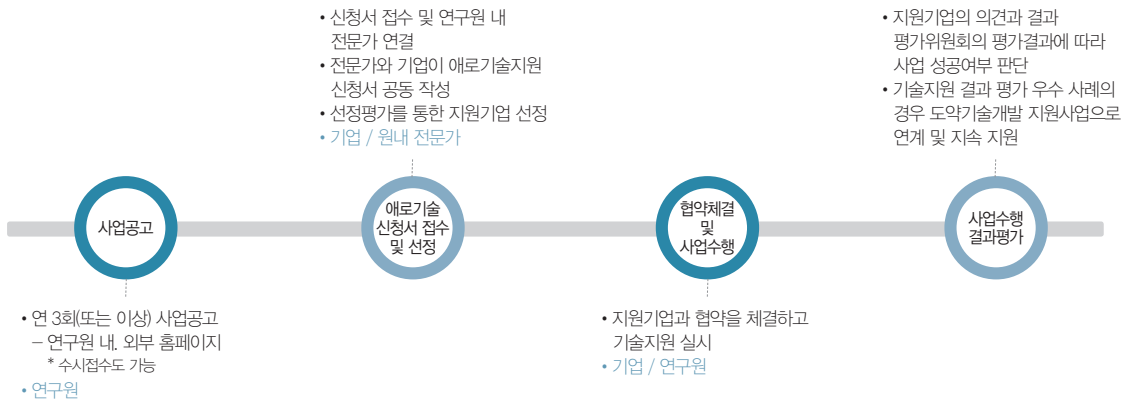 사업공고
• 연 3회(또는 이상) 사업공고
– 연구원 내. 외부 홈페이지
* 수시접수도 가능
• 연구원
• 신청서 접수 및 연구원 내
전문가 연결
• 전문가와 기업이 애로기술지원
신청서 공동 작성
• 선정평가를 통한 지원기업 선정
• 기업 / 원내 전문가
애로기술
신청서 접수
및 선정
협약체결
및
사업수행
• 지원기업과 협약을 체결하고
기술지원 실시
• 기업 / 연구원
• 지원기업의 의견과 결과
평가위원회의 평가결과에 따라
사업 성공여부 판단
• 기술지원 결과 평가 우수 사례의
경우 도약기술개발 지원사업으로
연계 및 지속 지원
사업수행
결과평가